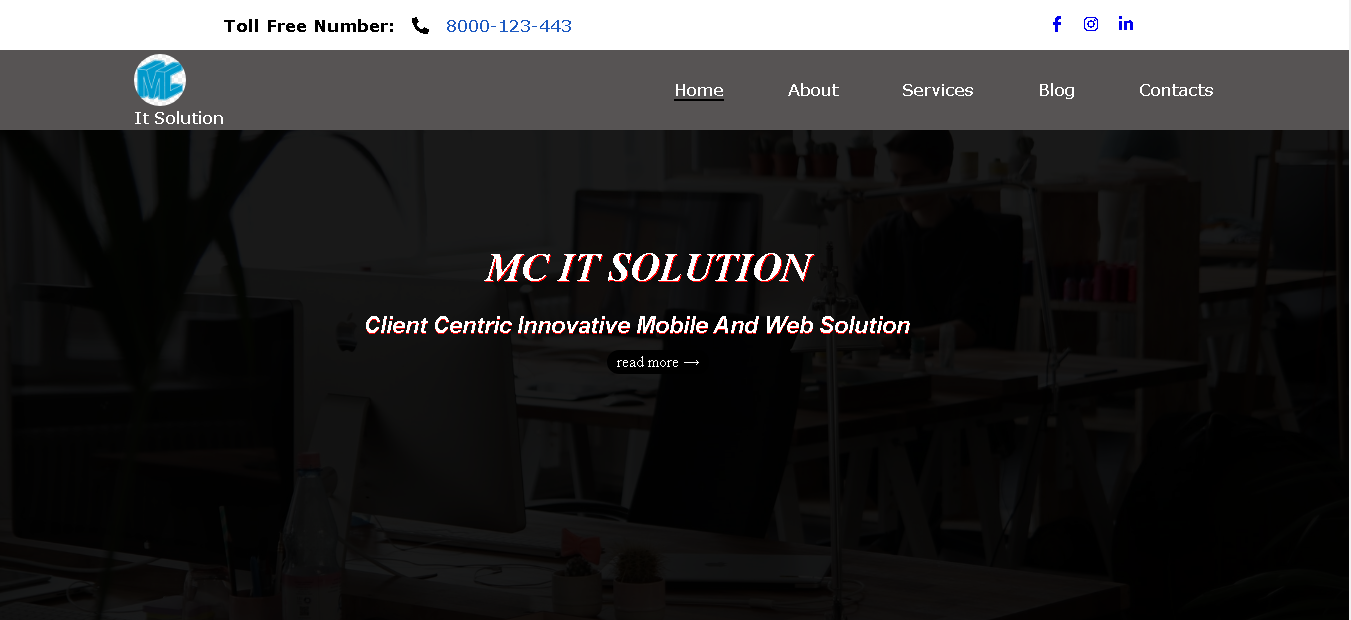 Toll Free Number: 8000-123-443
MC
It Solution
Home About Services Blog Contacts
MC IT SOLUTION
Client Centric Innovative Mobile And Web Solution
read more →